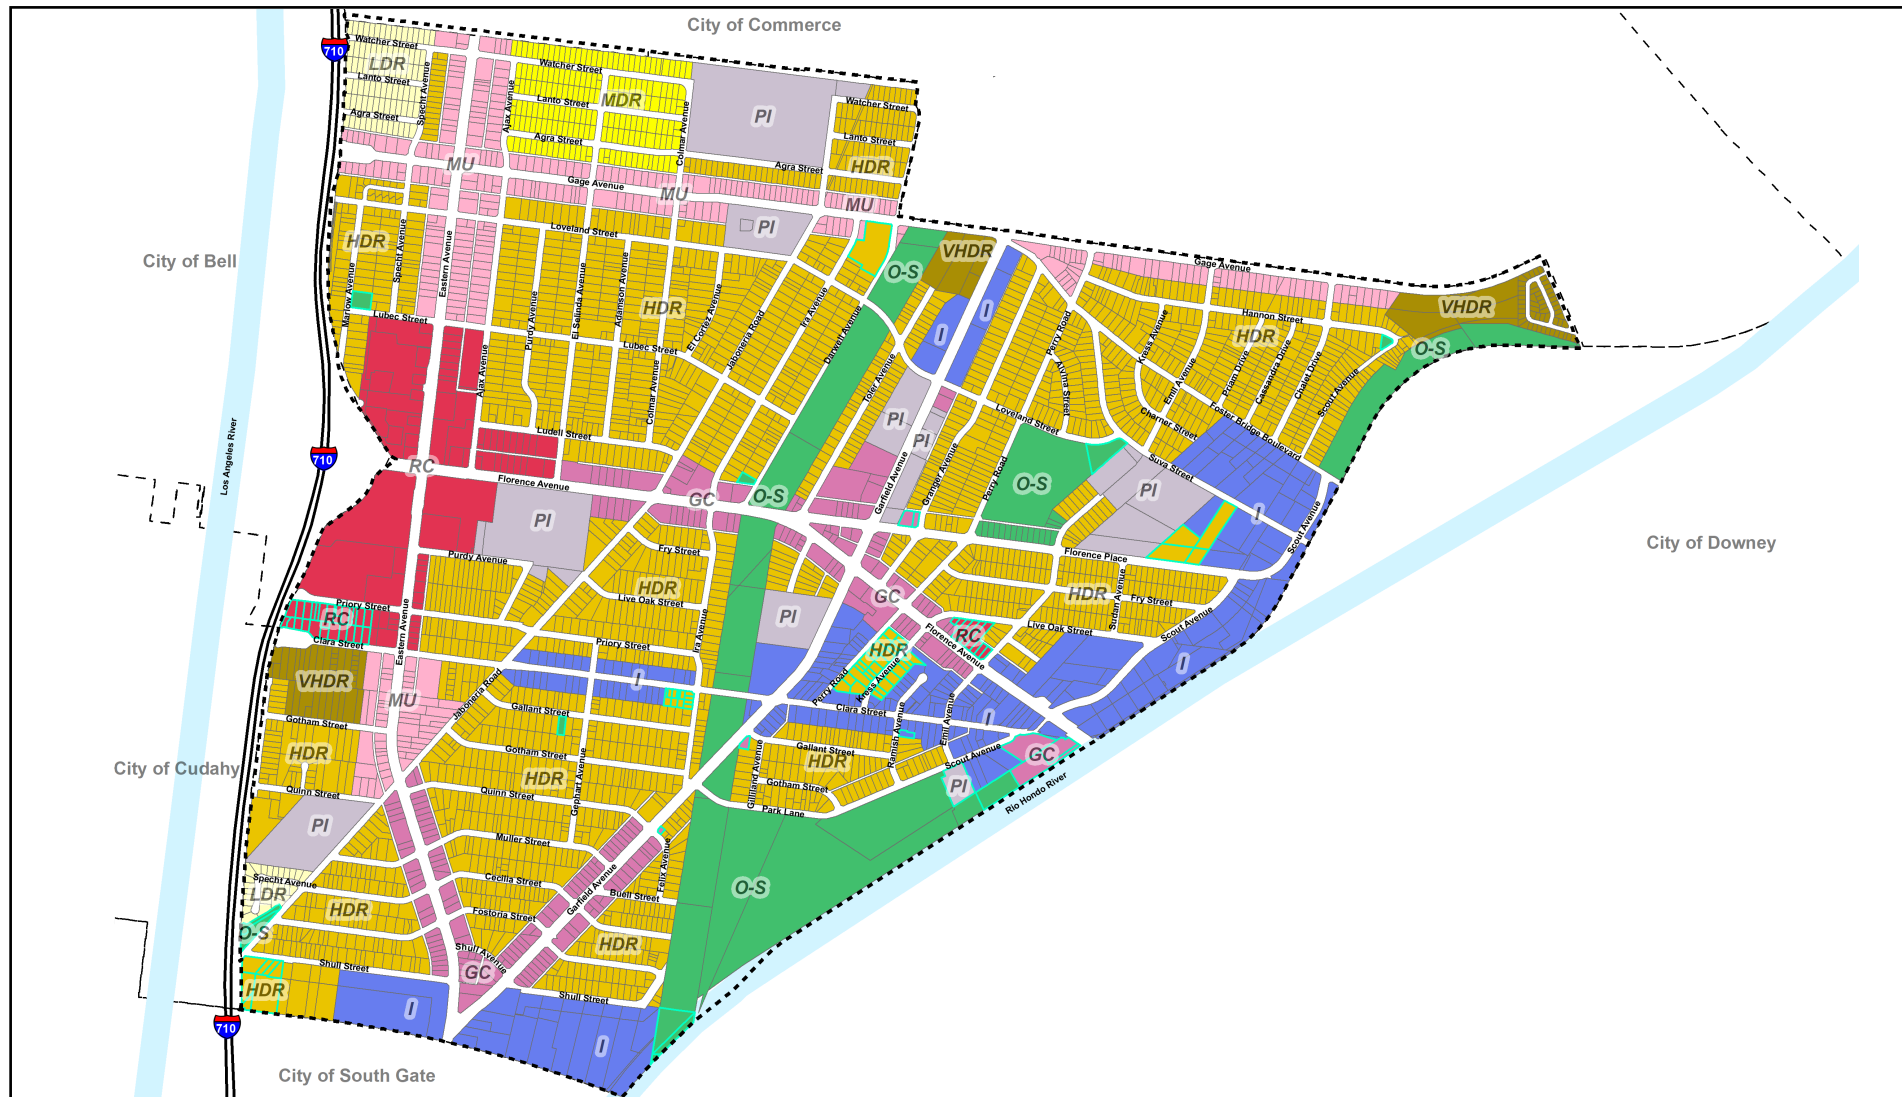 City of Commerce
710
Watcher Street
LDR
Lanto Street
Specht Avenue
Agra Street
Ajax Avenue
Watcher Street
Lanto Street
MDR
Agra Street
Colmar Avenue
PI
Watcher Street
Lanto Street
HDR
Agra Street
MU
Gage Avenue
MU
MU
PI
Loveland Street
HDR
Specht Avenue
Marlow Avenue
Eastern Avenue
Lubec Street
City of Bell
Purdy Avenue
El Selinda Avenue
Adamson Avenue
HDR
El Cortez Avenue
Jaboneria Road
Ira Avenue
Darwell Avenue
O-S
VHDR
I
I
Toler Avenue
Lubec Street
Colmar Avenue
Ajax Avenue
Ludell Street
Gage Avenue
Hannon Street
VHDR
HDR
O-S
Perry Road
Kress Avenue
Emil Avenue
Priam Drive
Cassandra Drive
Chalet Drive
Scout Avenue
Alvina Street
Charner Street
Foster Bridge Boulevard
Loveland Street
Suva Street
PI
PI
Garfield Avenue
Granger Avenue
Perry Road
O-S
PI
I
Scout Avenue
Los Angeles River
710
RC
Florence Avenue
GC
O-S
PI
Purdy Avenue
Fry Street
HDR
Live Oak Street
Ira Avenue
PI
GC
Florence Place
HDR
Fry Street
Sudan Avenue
Live Oak Street
Scout Avenue
I
City of Downey
Priory Street
RC
Clara Street
Eastern Avenue
Priory Street
RC
Florence Avenue
HDR
Kress Avenue
Perry Road
VHDR
MU
Jaboneria Road
I
Gallant Street
Clara Street
Ramish Avenue
Emil Avenue
I
Gotham Street
HDR
Gotham Street
HDR
Gephart Avenue
Gilliland Avenue
Gallant Street
HDR
Gotham Street
Scout Avenue
GC
PI
Rio Hondo River
Park Lane
City of Cudahy
Quinn Street
Quinn Street
PI
Muller Street
Specht Avenue
LDR
HDR
O-S
Cecilia Street
Fostoria Street
Garfield Avenue
Buell Street
Felix Avenue
O-S
HDR
Shull Avenue
GC
Shull Street
HDR
I
Shull Street
I
710
City of South Gate